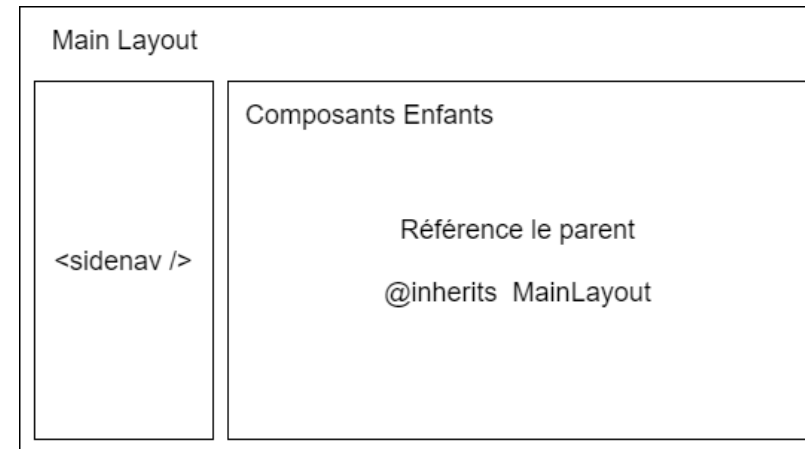 Main Layout
Composants Enfants
Référence le parent
<sidenav />
@inherits MainLayout